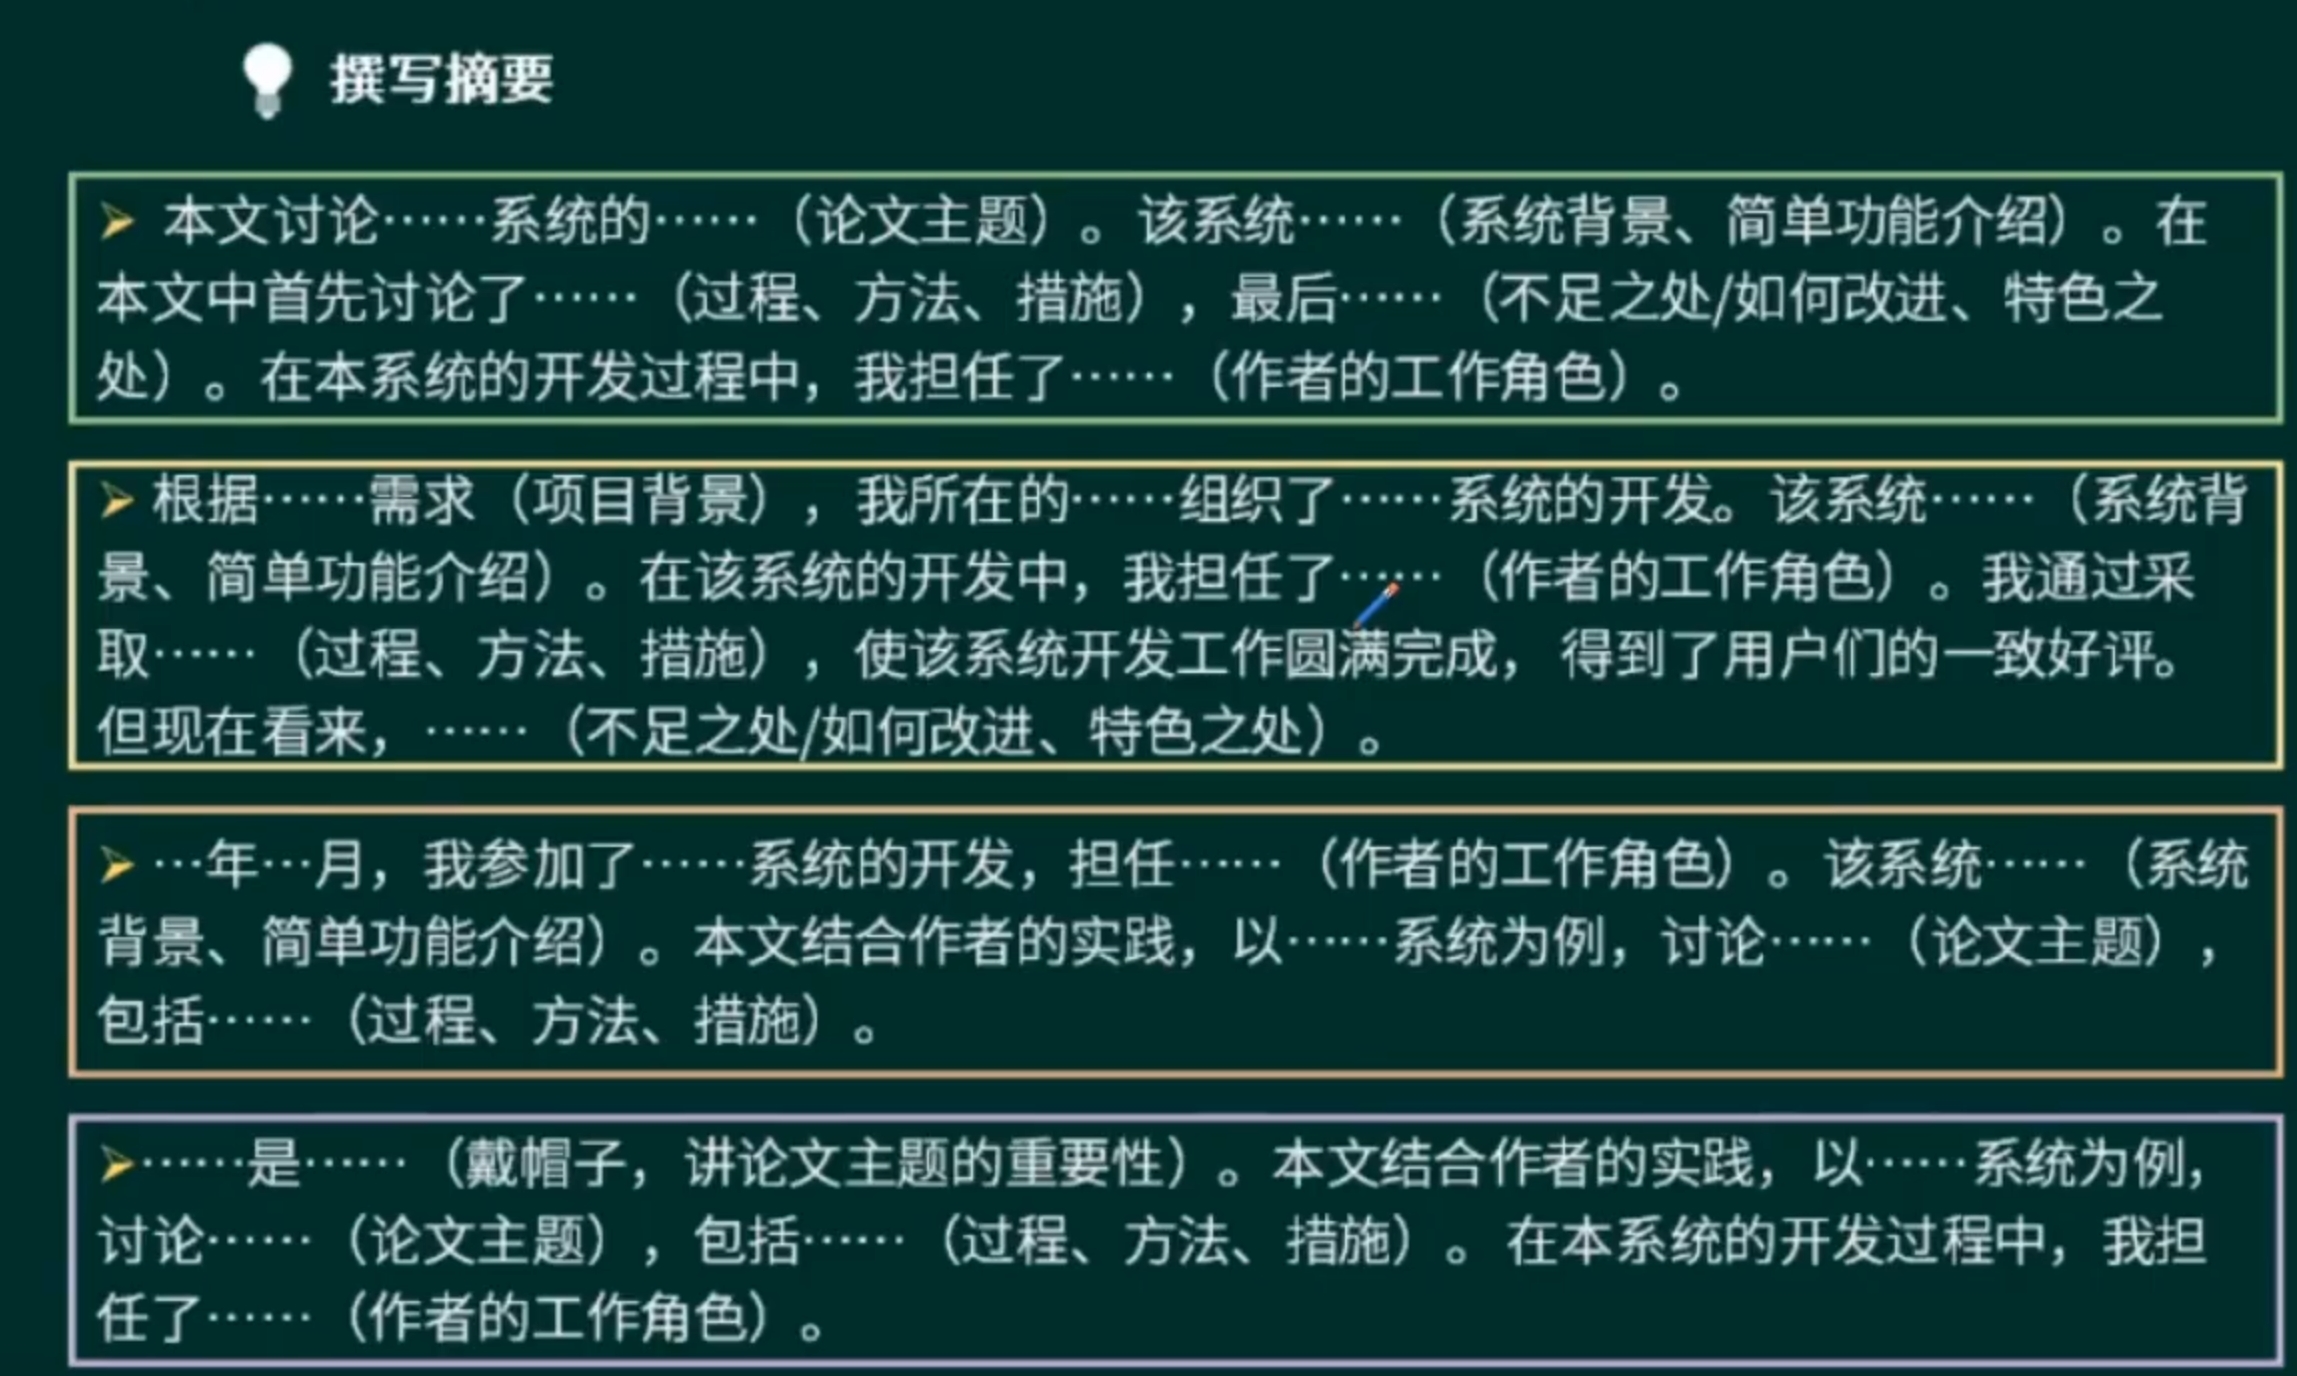 撰写摘要
➢ 本文讨论……系统的……（论文主题）。该系统……（系统背景、简单功能介绍）。在
本文中首先讨论了……（过程、方法、措施），最后……（不足之处/如何改进、特色之
处）。在本系统的开发过程中，我担任了……（作者的工作角色）。
➢ 根据……需求（项目背景），我所在的……组织了……系统的开发。该系统……（系统背
景、简单功能介绍）。在该系统的开发中，我担任了……（作者的工作角色）。我通过采
取……（过程、方法、措施），使该系统开发工作圆满完成，得到了用户们的一致好评。
但现在看来，……（不足之处/如何改进、特色之处）。
➢ …年…月，我参加了……系统的开发，担任……（作者的工作角色）。该系统……（系统
背景、简单功能介绍）。本文结合作者的实践，以……系统为例，讨论……（论文主题），
包括……（过程、方法、措施）。
➢ ……是……（戴帽子，讲论文主题的重要性）。本文结合作者的实践，以……系统为例，
讨论……（论文主题），包括……（过程、方法、措施）。在本系统的开发过程中，我担
任了……（作者的工作角色）。